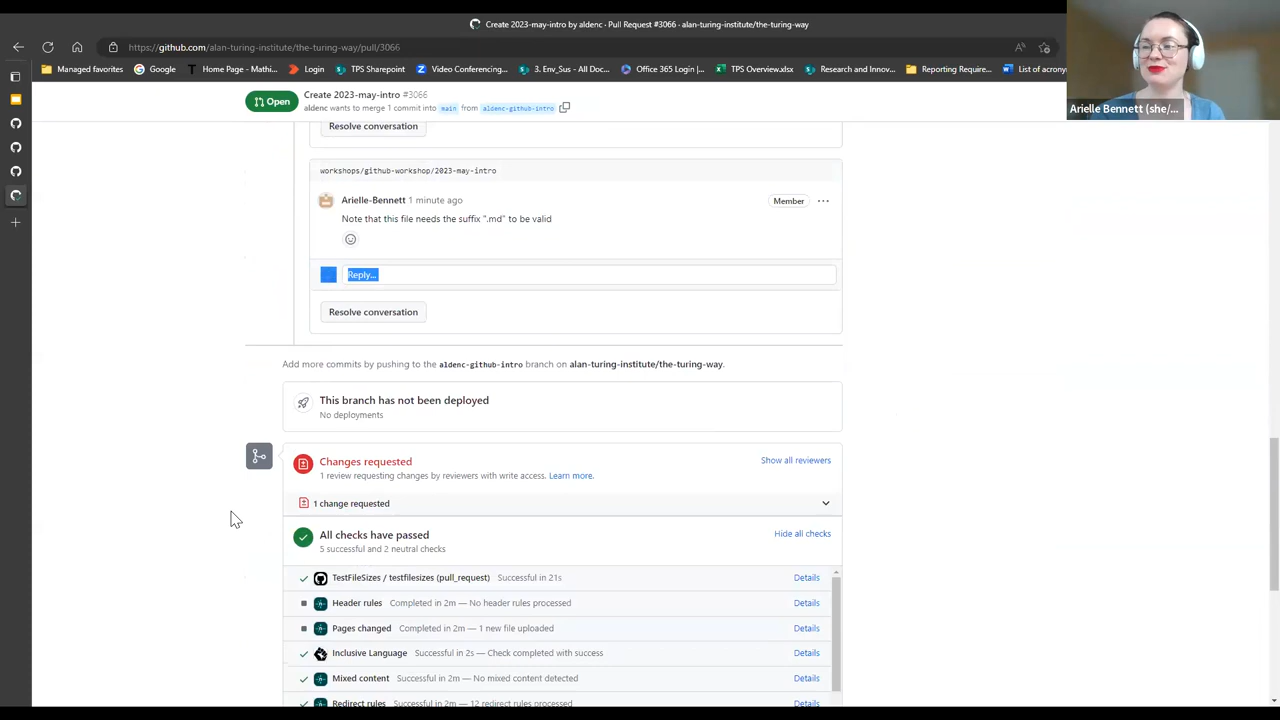 Create 2023-may-intro by aldenc · Pull Request #3066 · alan-turing-institute/the-turing-way
https://github.com/alan-turing-institute/the-turing-way/pull/3066
Managed favorites Google Home Page - Mathi... Login TPS Sharepoint Video-Conferencing... 3. Env_Sus - All Doc... Office 365 Login |... TPS Overview.xlsx Research and Innov... Reporting Require... List of acrony
Arielle Bennett (she/...
Open
Create 2023-may-intro #3066
aldenc wants to merge 1 commit into main from aldenc-github-intro
Resolve conversation
workshops/github-workshop/2023-may-intro
Arielle-Bennett 1 minute ago
Member
Note that this file needs the suffix ".md" to be valid
Reply...
Resolve conversation
Add more commits by pushing to the aldenc-github-intro branch on alan-turing-institute/the-turing-way.
This branch has not been deployed
No deployments
Changes requested
Show all reviewers
1 review requesting changes by reviewers with write access. Learn more.
1 change requested
All checks have passed
Hide all checks
5 successful and 2 neutral checks
TestFileSizes / testfilesizes (pull_request) Successful in 21s Details
Header rules Completed in 2m — No header rules processed Details
Pages changed Completed in 2m — 1 new file uploaded Details
Inclusive Language Successful in 2s — Check completed with success Details
Mixed content Successful in 2m — No mixed content detected Details
Redirect rules Successful in 2m — 12 redirect rules processed Details